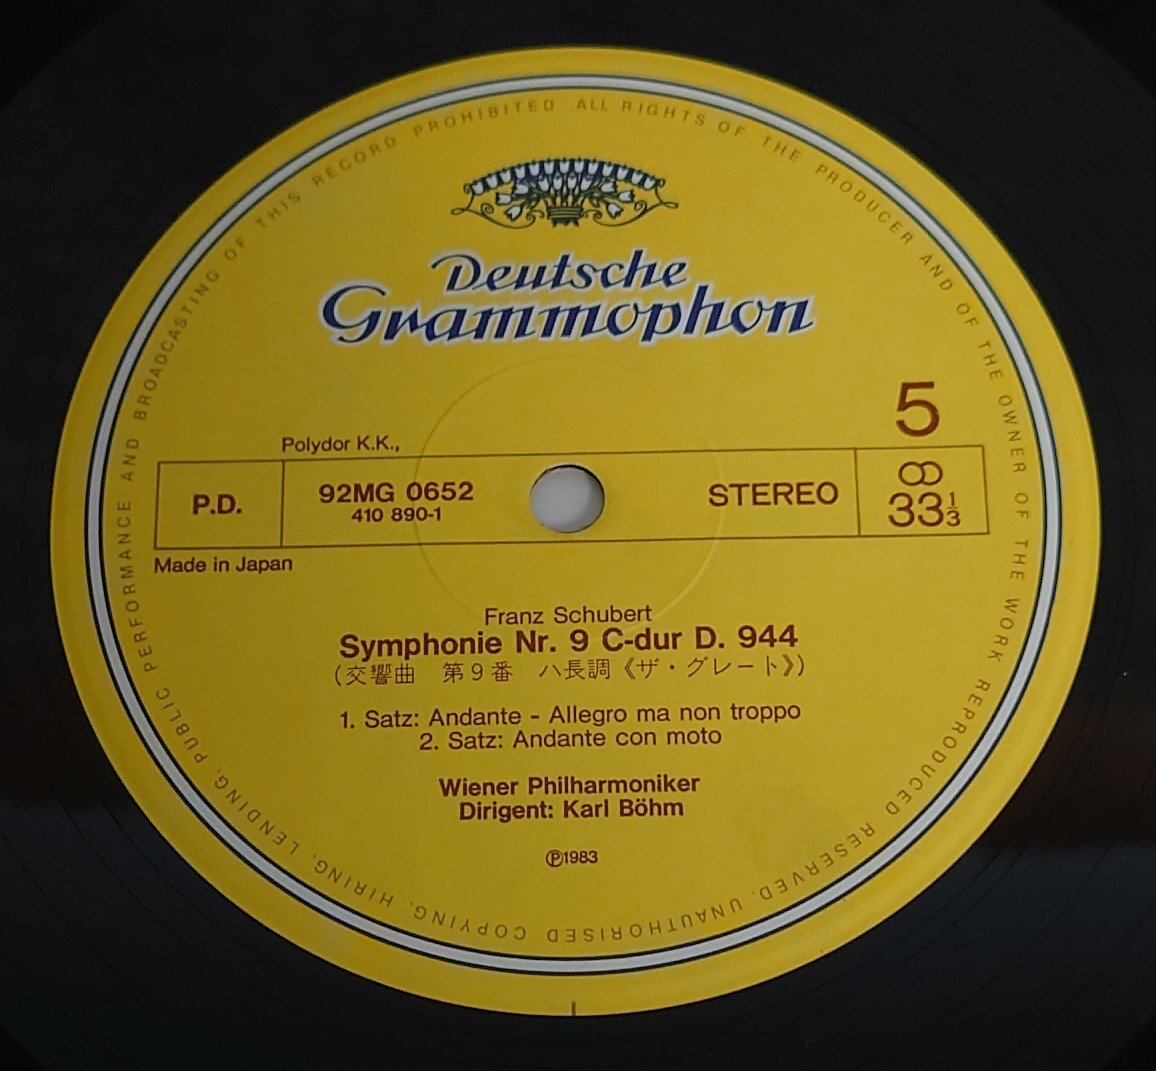 Deutsche
Grammophon
5
Polydor K.K.,
P.D.
92MG 0652
410 890-1
STEREO
33⅓
Made in Japan
Franz Schubert
Symphonie Nr. 9 C-dur D. 944
(交響曲 第9番 ハ長調《ザ・グレート》)
1. Satz: Andante - Allegro ma non troppo
2. Satz: Andante con moto
Wiener Philharmoniker
Dirigent: Karl Böhm
℗1983
ALL RIGHTS OF THE PRODUCER AND OF THE OWNER OF THE WORK REPRODUCED RESERVED. UNAUTHORISED COPYING, HIRING, LENDING, PUBLIC PERFORMANCE AND BROADCASTING OF THIS RECORD PROHIBITED